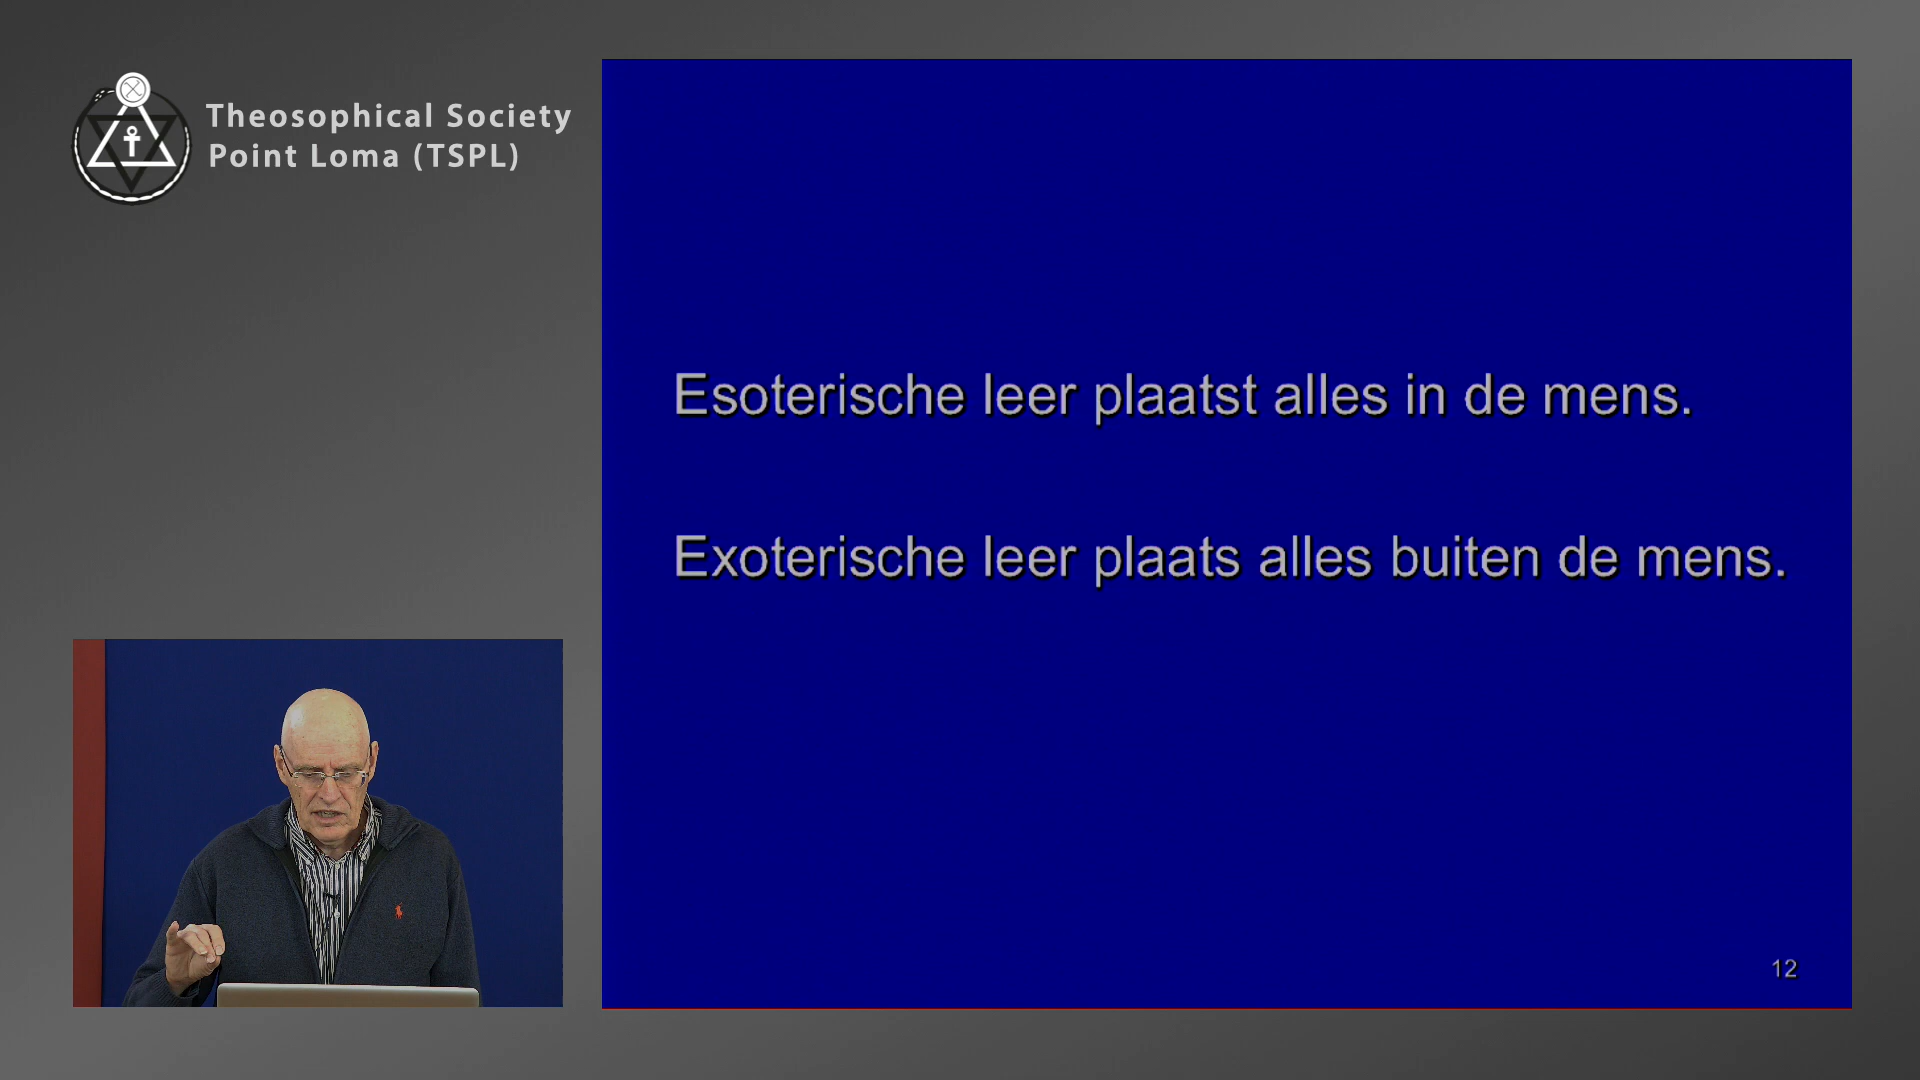 Theosophical Society
Point Loma (TSPL)
Esoterische leer plaatst alles in de mens.
Exoterische leer plaats alles buiten de mens.
12